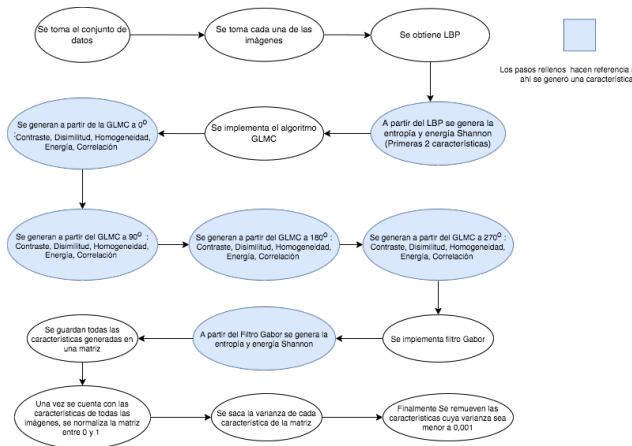 Se toma el conjunto de
datos
Se toma cada una de las
imágenes
Se obtiene LBP
Los pasos rellenos hacen referencia a
ahí se generó una característica
A partir del LBP se genera la
entropía y energía Shannon
(Primeras 2 características)
Se implementa el algoritmo
GLMC
Se generan a partir de la GLMC a 0º
: Contraste, Disimilitud, Homogeneidad,
Energía, Correlación
Se generan a partir del GLMC a 90º :
Contraste, Disimilitud, Homogeneidad,
Energía, Correlación
Se generan a partir del GLMC a 180º :
Contraste, Disimilitud, Homogeneidad,
Energía, Correlación
Se generan a partir del GLMC a 270º :
Contraste, Disimilitud, Homogeneidad,
Energía, Correlación
Se implementa filtro Gabor
A partir del Filtro Gabor se genera la
entropía y energía Shannon
Se guardan todas las
características generadas en
una matriz
Una vez se cuenta con las
características de todas las
imágenes, se normaliza la matriz
entre 0 y 1
Se saca la varianza de cada
característica de la matriz
Finalmente Se remueven las
características cuya varianza sea
menor a 0,001